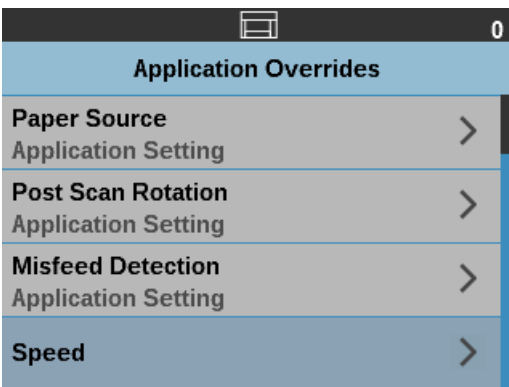 0
Application Overrides
Paper Source
Application Setting
Post Scan Rotation
Application Setting
Misfeed Detection
Application Setting
Speed